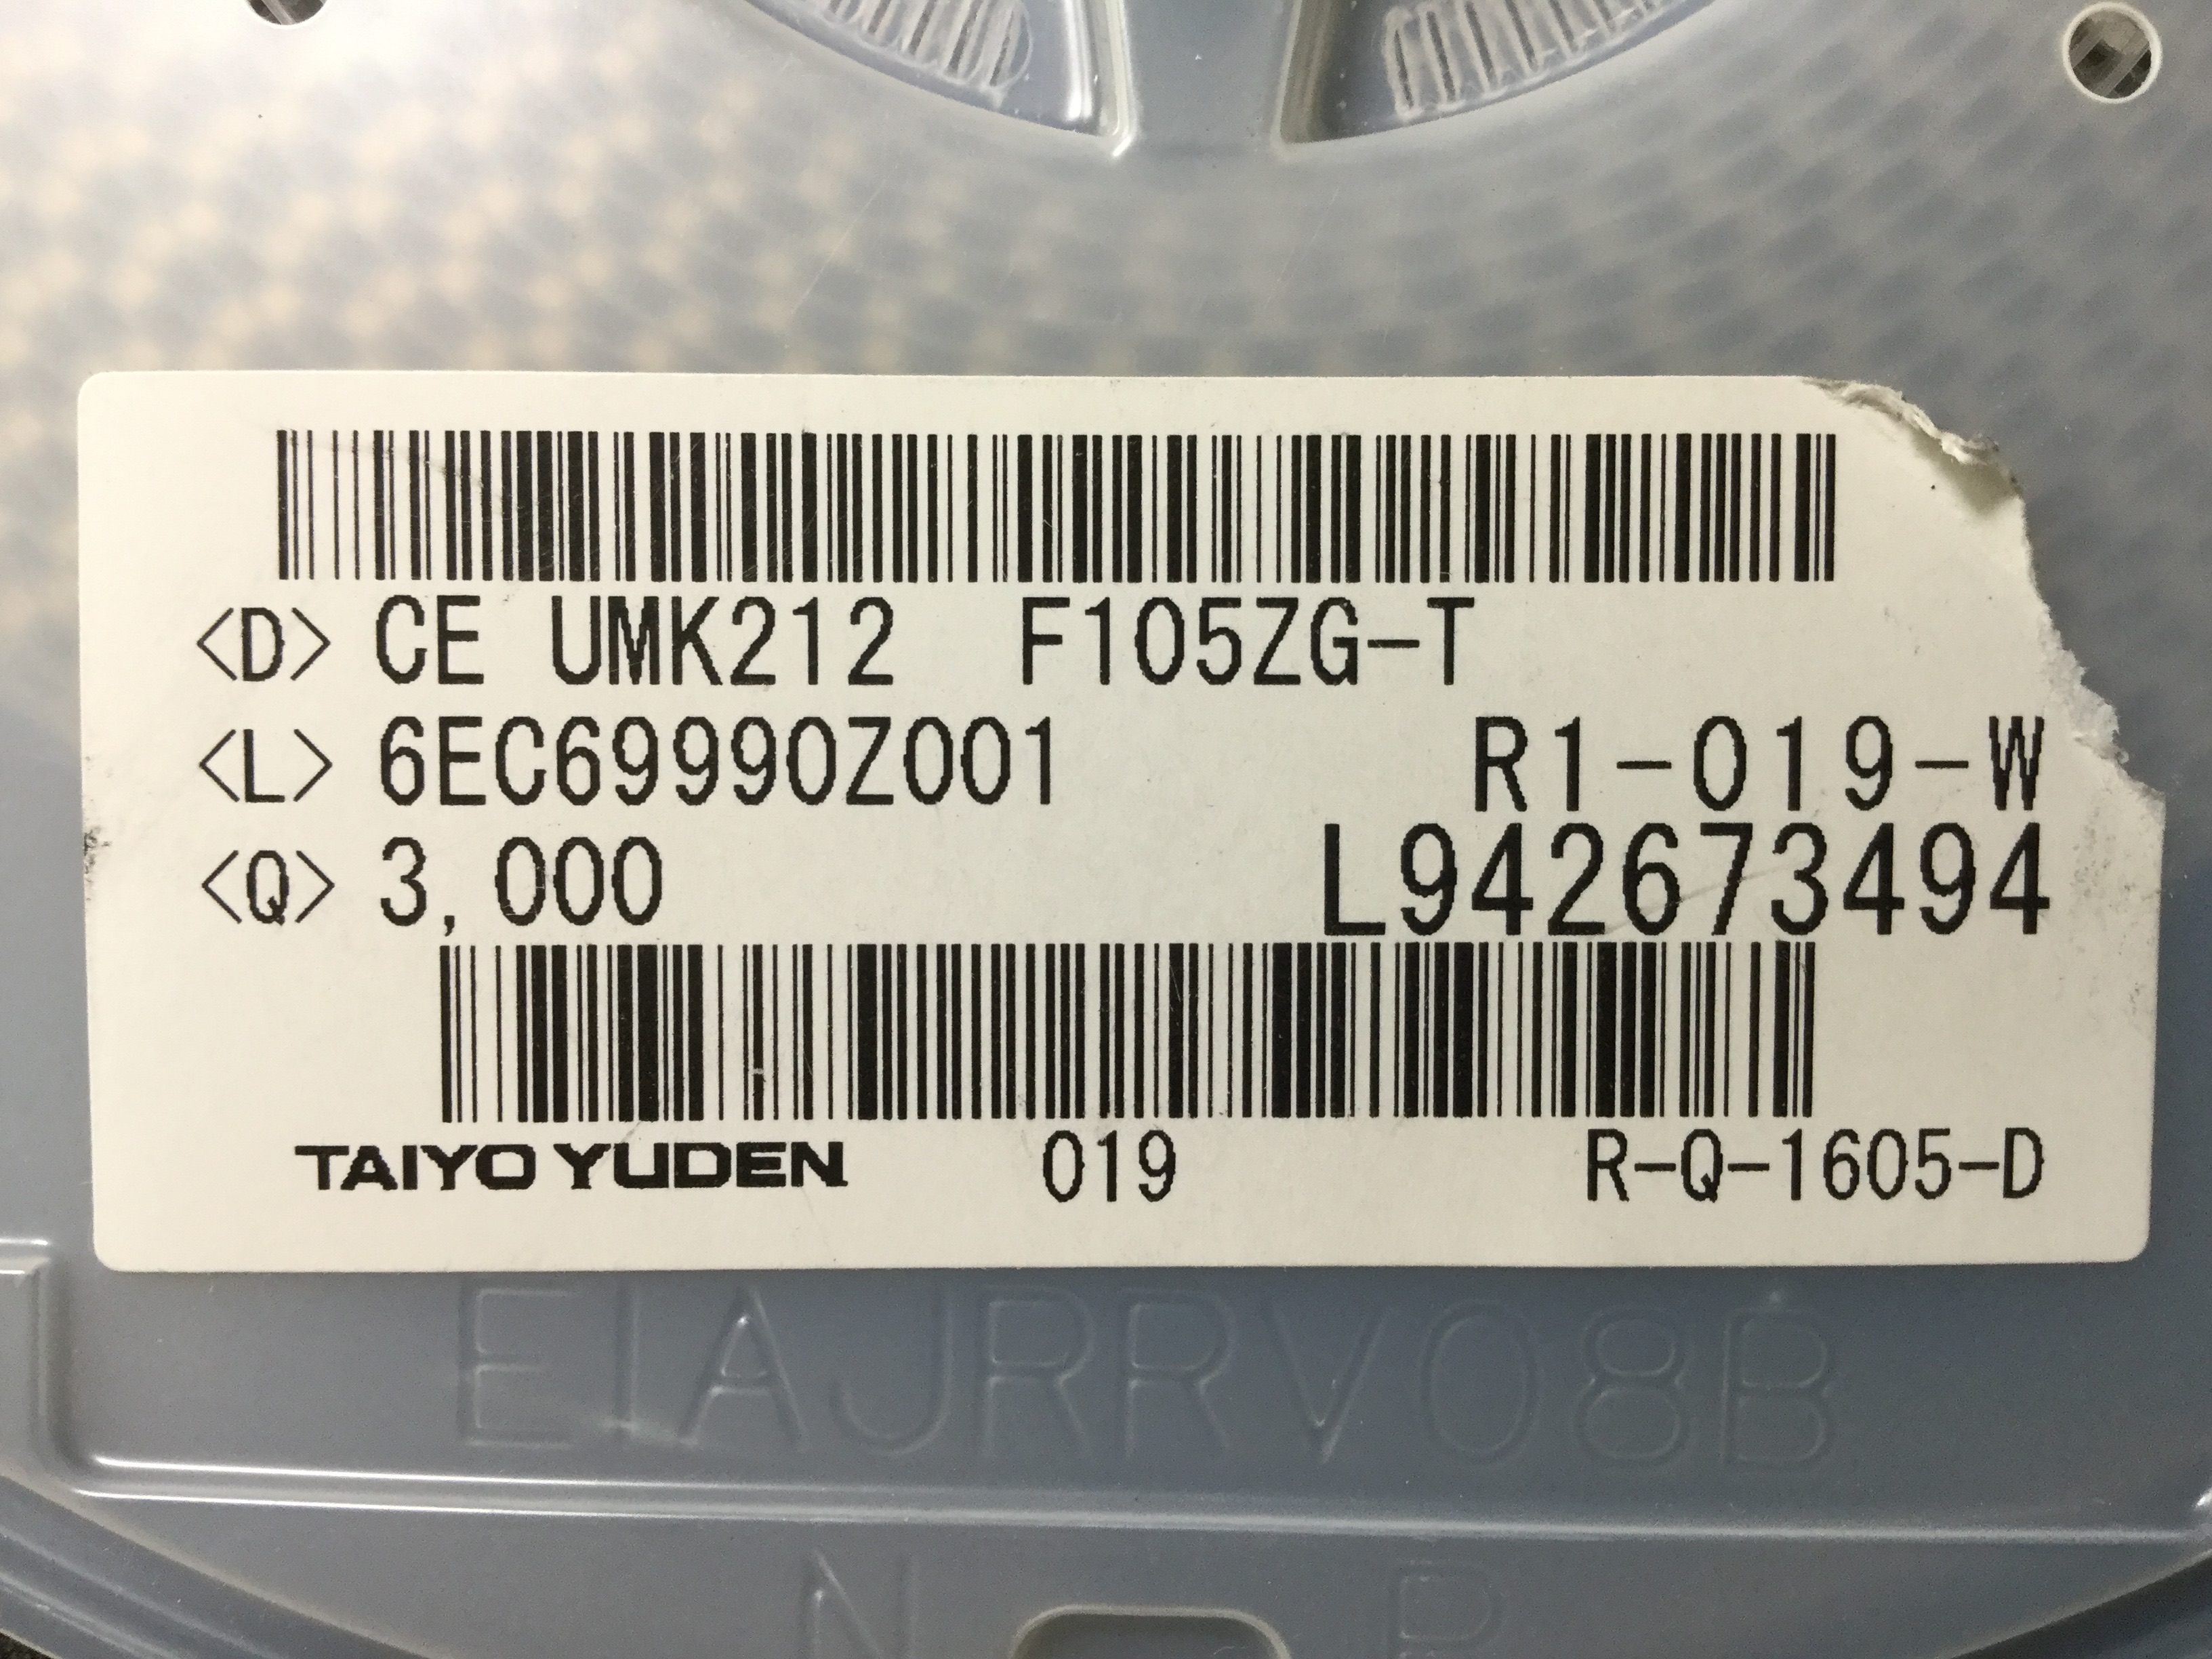 <D> CE UMK212  F105ZG-T
<L> 6EC69990Z001 R1-019-W
<Q> 3,000 L942673494
TAIYO YUDEN 019 R-Q-1605-D
EIAJRRV08B
N P